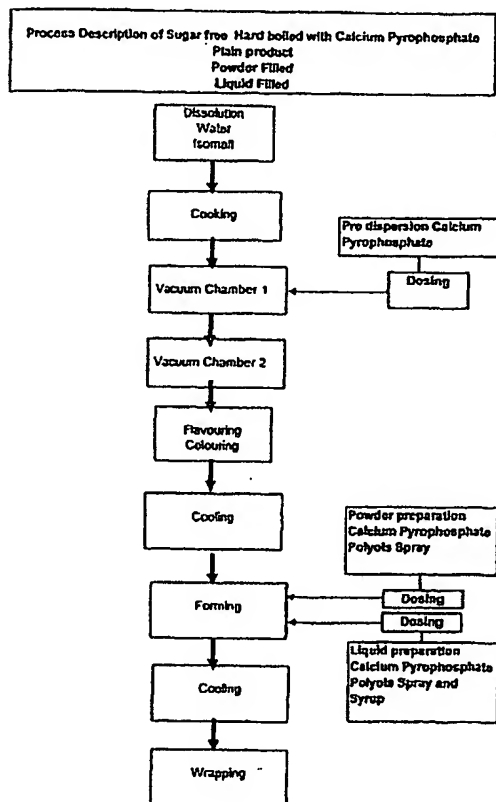 Process Description of Sugar free Hard boiled with Calcium Pyrophosphate
Plain product
Powder Filled
Liquid Filled
Dissolution
Water
Isomalt
Cooking
Pre dispersion Calcium
Pyrophosphate
Dosing
Vacuum Chamber 1
Vacuum Chamber 2
Flavouring
Colouring
Cooling
Powder preparation
Calcium Pyrophosphate
Polyols Spray
Dosing
Forming
Dosing
Liquid preparation
Calcium Pyrophosphate
Polyols Spray and
Syrup
Cooling
Wrapping